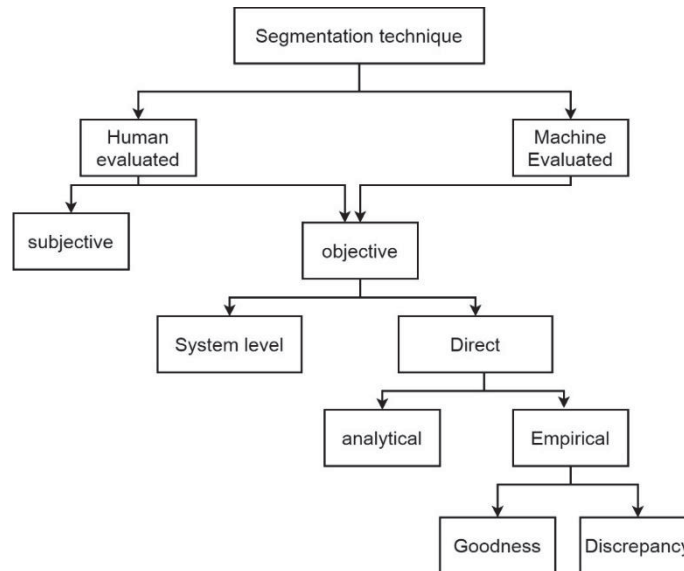 Segmentation technique
Human
evaluated
Machine
Evaluated
subjective
objective
System level
Direct
analytical
Empirical
Goodness
Discrepancy